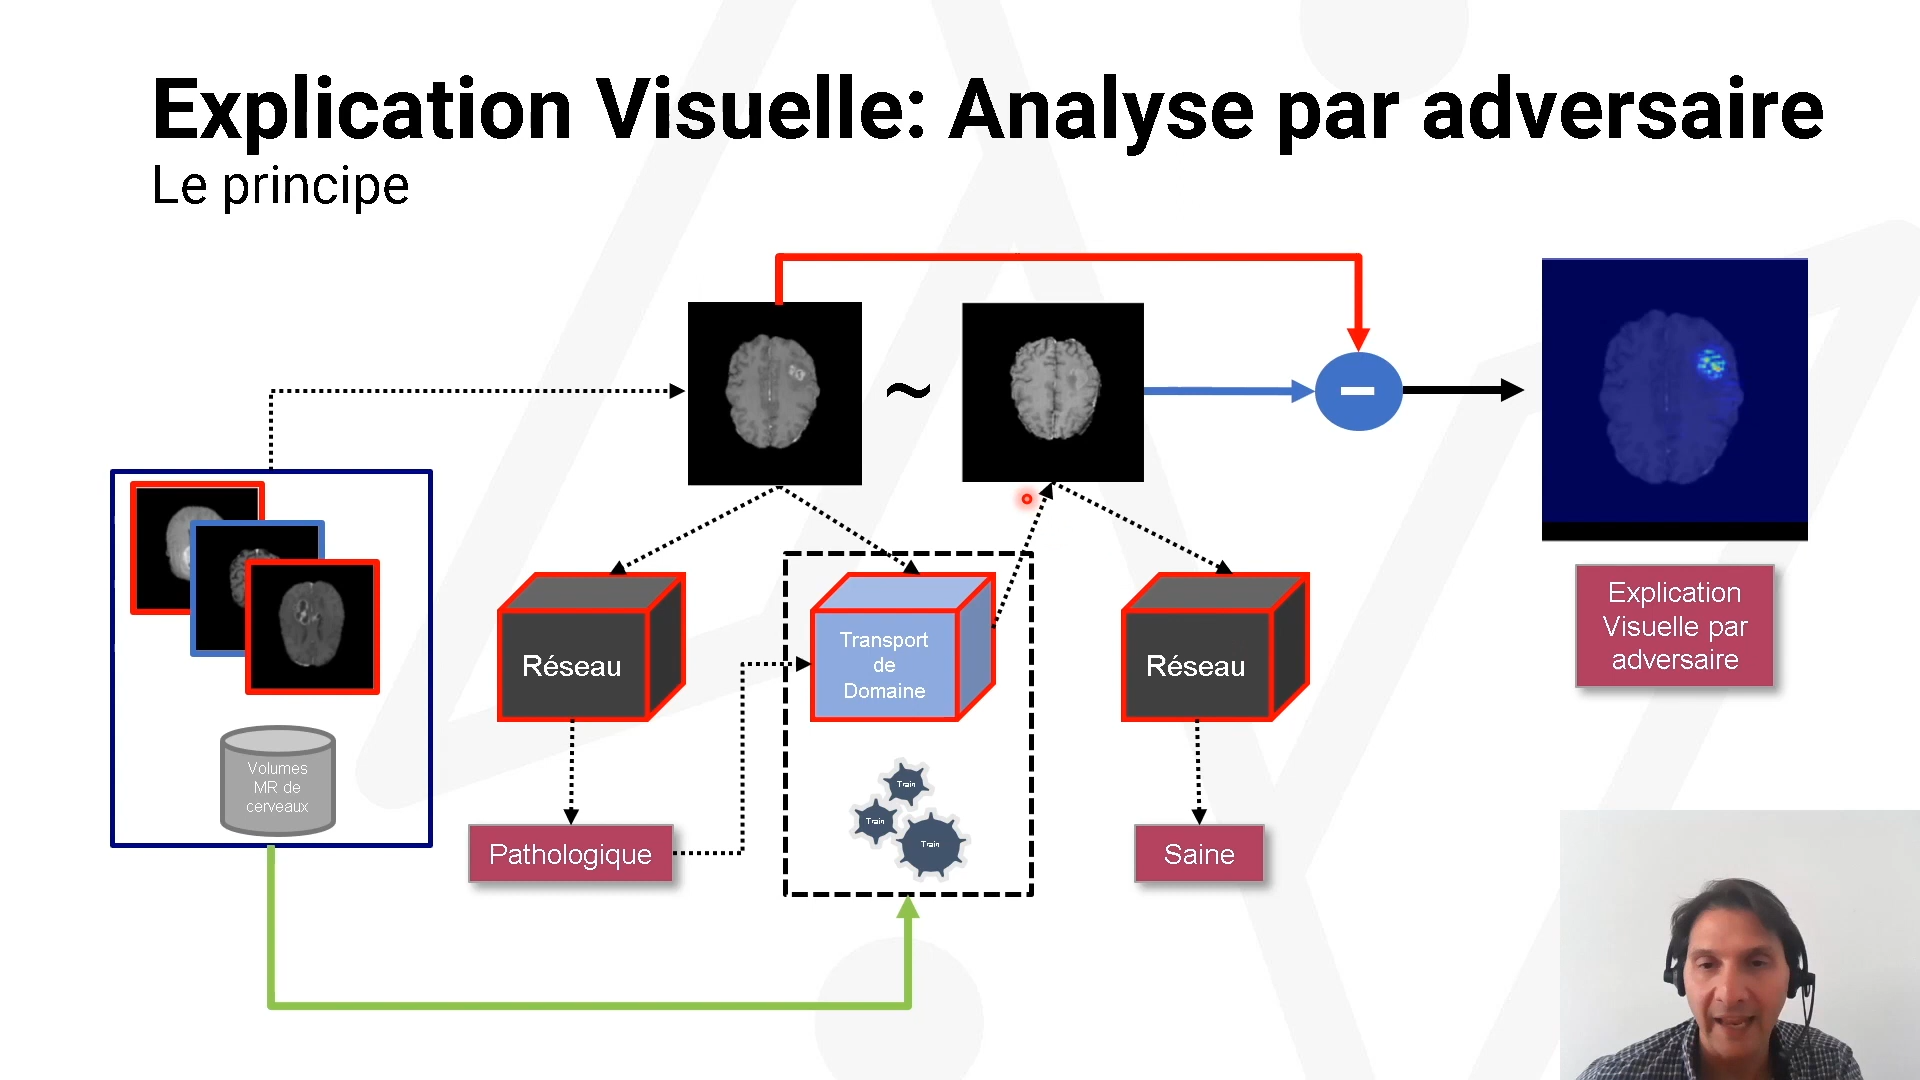 Explication Visuelle: Analyse par adversaire
Le principe
~
Réseau
Transport
de
Domaine
Réseau
Explication
Visuelle par
adversaire
Volumes
MR de
cerveaux
Train
Train
Train
Pathologique
Saine